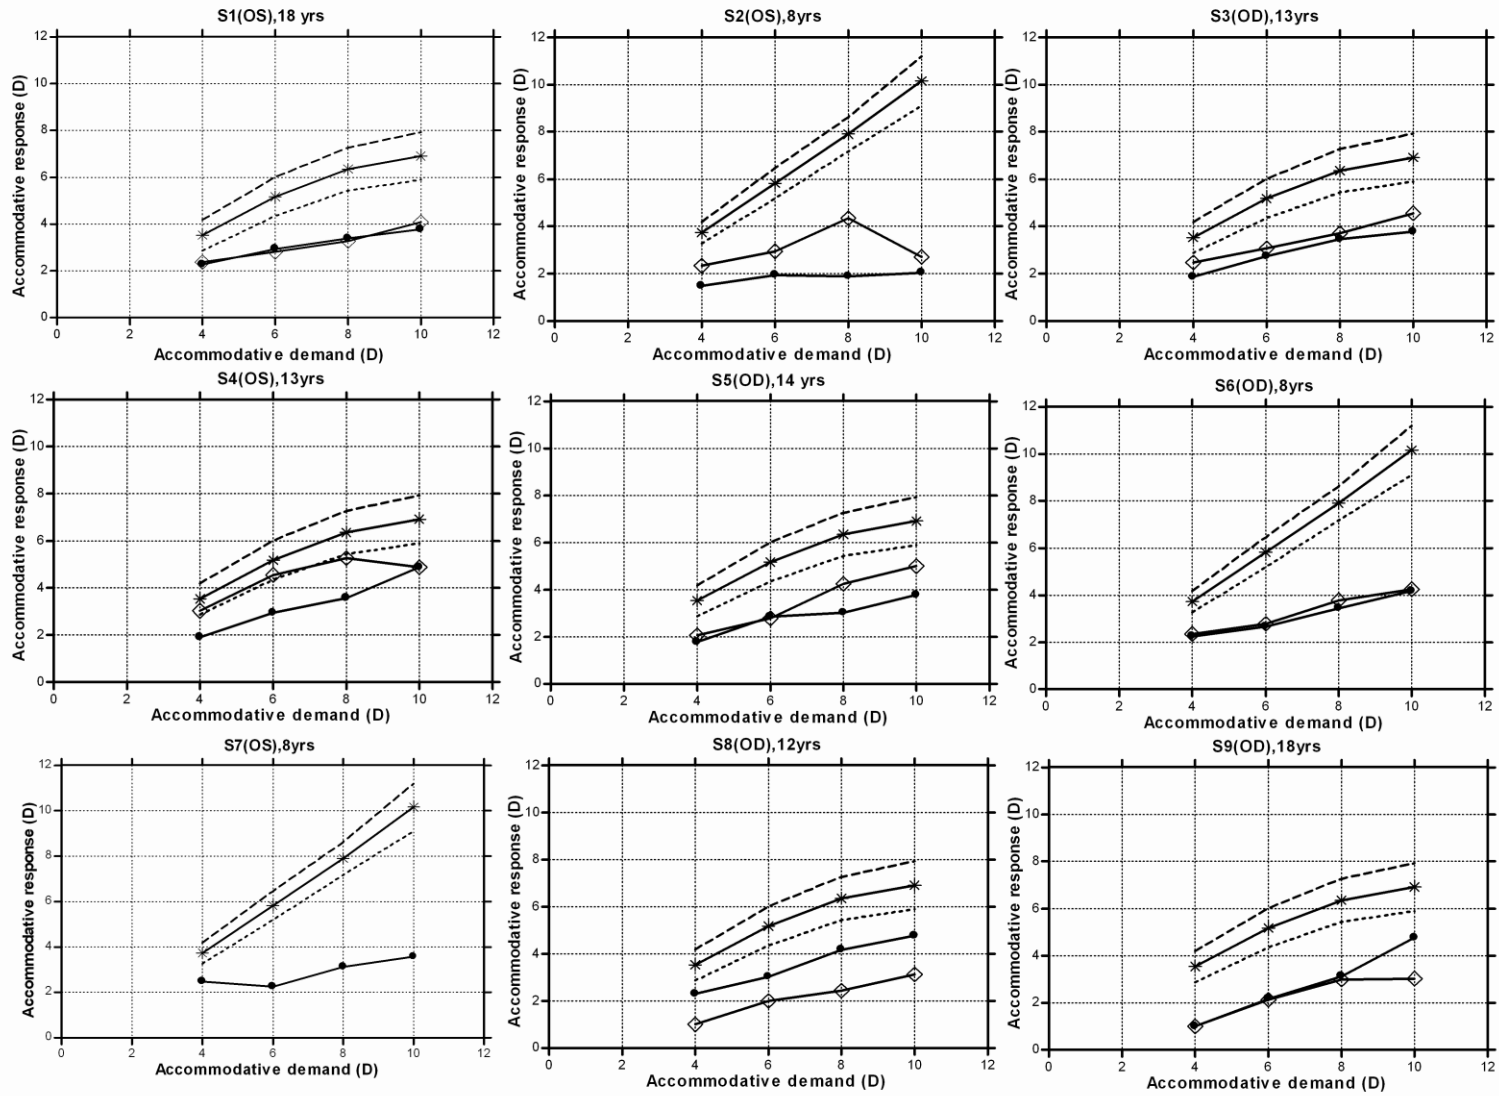 S1(OS),18 yrs
Accommodative response (D)
12
10
8
6
4
2
0
0 2 4 6 8 10 12
Accommodative demand (D)
S2(OS),8yrs
Accommodative response (D)
12
10
8
6
4
2
0
0 2 4 6 8 10 12
Accommodative demand (D)
S3(OD),13yrs
Accommodative response (D)
12
10
8
6
4
2
0
0 2 4 6 8 10 12
Accommodative demand (D)
S4(OS),13yrs
Accommodative response (D)
12
10
8
6
4
2
0
0 2 4 6 8 10 12
Accommodative demand (D)
S5(OD),14 yrs
Accommodative response (D)
12
10
8
6
4
2
0
0 2 4 6 8 10 12
Accommodative demand (D)
S6(OD),8yrs
Accommodative response (D)
12
10
8
6
4
2
0
0 2 4 6 8 10 12
Accommodative demand (D)
S7(OS),8yrs
Accommodative response (D)
12
10
8
6
4
2
0
0 2 4 6 8 10 12
Accommodative demand (D)
S8(OD),12yrs
Accommodative response (D)
12
10
8
6
4
2
0
0 2 4 6 8 10 12
Accommodative demand (D)
S9(OD),18yrs
Accommodative response (D)
12
10
8
6
4
2
0
0 2 4 6 8 10 12
Accommodative demand (D)